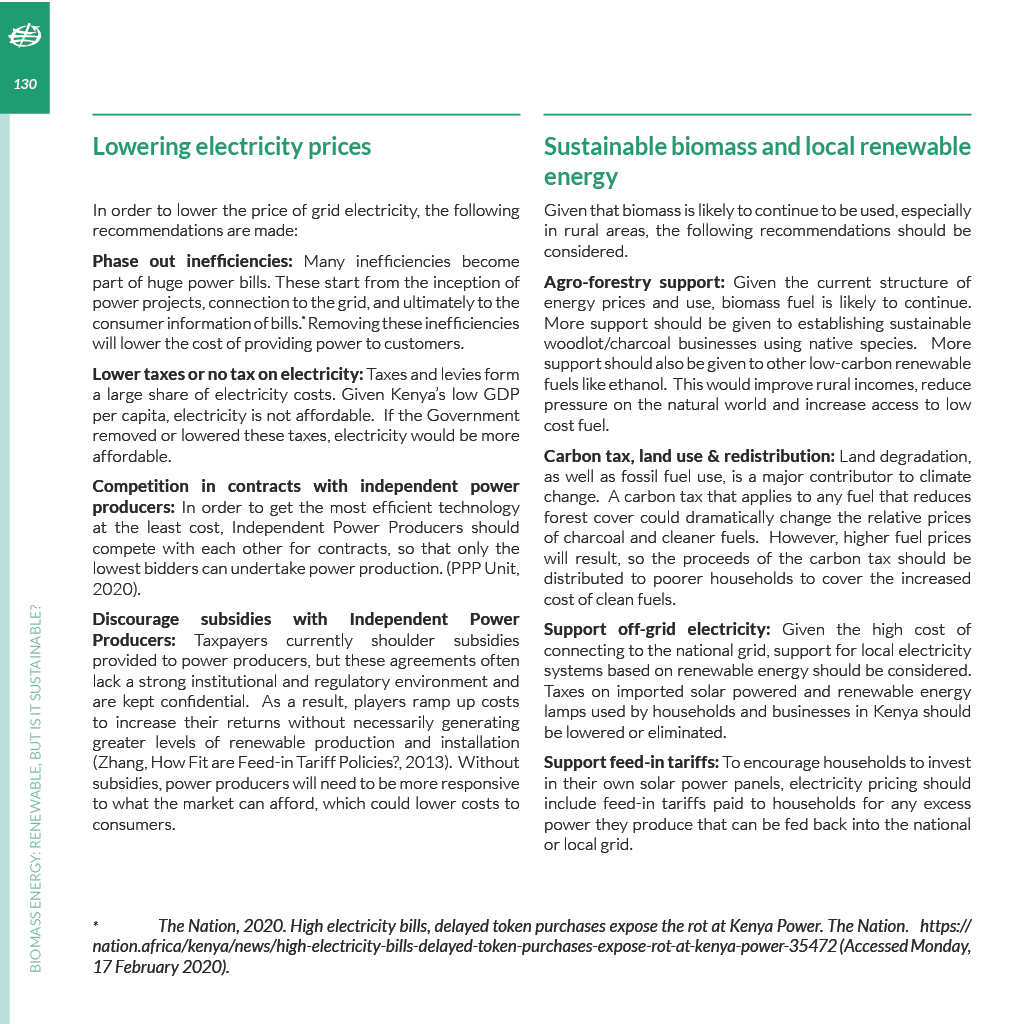 130
Lowering electricity prices
In order to lower the price of grid electricity, the following
recommendations are made:
Phase out inefficiencies: Many inefficiencies become
part of huge power bills. These start from the inception of
power projects, connection to the grid, and ultimately to the
consumer information of bills.* Removing these inefficiencies
will lower the cost of providing power to customers.
Lower taxes or no tax on electricity: Taxes and levies form
a large share of electricity costs. Given Kenya's low GDP
per capita, electricity is not affordable. If the Government
removed or lowered these taxes, electricity would be more
affordable.
Competition in contracts with independent power
producers: In order to get the most efficient technology
at the least cost, Independent Power Producers should
compete with each other for contracts, so that only the
lowest bidders can undertake power production. (PPP Unit,
2020).
Discourage subsidies with Independent Power
Producers: Taxpayers currently shoulder subsidies
provided to power producers, but these agreements often
lack a strong institutional and regulatory environment and
are kept confidential. As a result, players ramp up costs
to increase their returns without necessarily generating
greater levels of renewable production and installation
(Zhang, How Fit are Feed-in Tariff Policies?, 2013). Without
subsidies, power producers will need to be more responsive
to what the market can afford, which could lower costs to
consumers.
Sustainable biomass and local renewable
energy
Given that biomass is likely to continue to be used, especially
in rural areas, the following recommendations should be
considered.
Agro-forestry support: Given the current structure of
energy prices and use, biomass fuel is likely to continue.
More support should be given to establishing sustainable
woodlot/charcoal businesses using native species. More
support should also be given to other low-carbon renewable
fuels like ethanol. This would improve rural incomes, reduce
pressure on the natural world and increase access to low
cost fuel.
Carbon tax, land use & redistribution: Land degradation,
as well as fossil fuel use, is a major contributor to climate
change. A carbon tax that applies to any fuel that reduces
forest cover could dramatically change the relative prices
of charcoal and cleaner fuels. However, higher fuel prices
will result, so the proceeds of the carbon tax should be
distributed to poorer households to cover the increased
cost of clean fuels.
Support off-grid electricity: Given the high cost of
connecting to the national grid, support for local electricity
systems based on renewable energy should be considered.
Taxes on imported solar powered and renewable energy
lamps used by households and businesses in Kenya should
be lowered or eliminated.
Support feed-in tariffs: To encourage households to invest
in their own solar power panels, electricity pricing should
include feed-in tariffs paid to households for any excess
power they produce that can be fed back into the national
or local grid.
* The Nation, 2020. High electricity bills, delayed token purchases expose the rot at Kenya Power. The Nation. https://
nation.africa/kenya/news/high-electricity-bills-delayed-token-purchases-expose-rot-at-kenya-power-35472 (Accessed Monday,
17 February 2020).
BIOMASS ENERGY: RENEWABLE, BUT IS IT SUSTAINABLE?